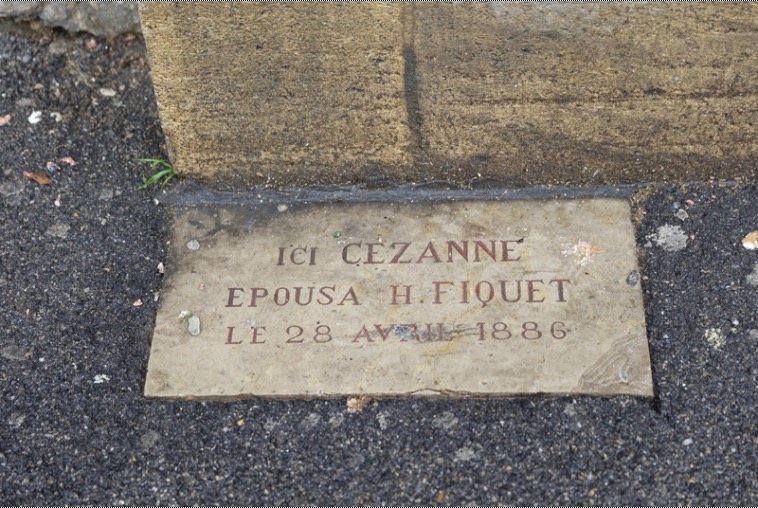 ICI CEZANNE
EPOUSA H. FIQUET
LE 28 AVRIL 1886